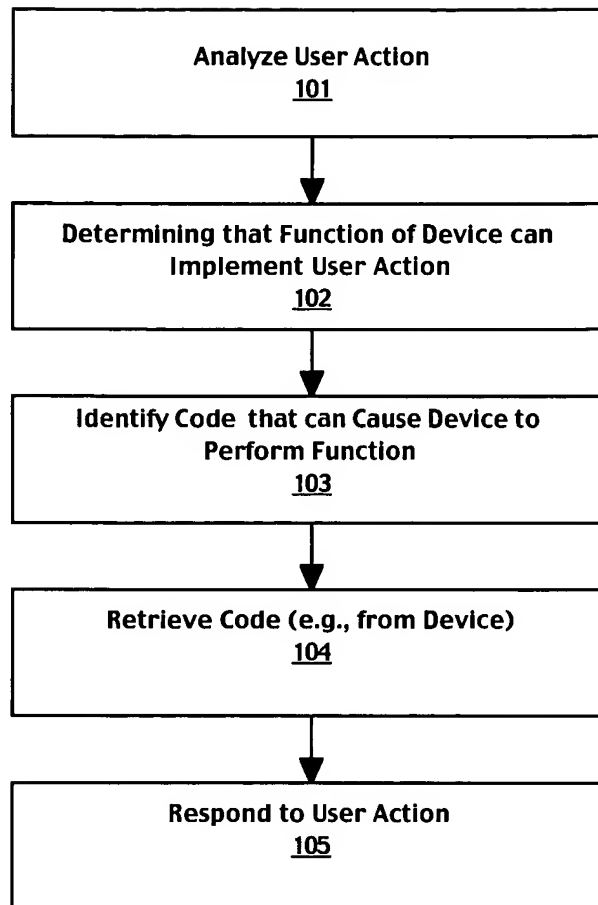 Analyze User Action
101
Determining that Function of Device can
Implement User Action
102
Identify Code that can Cause Device to
Perform Function
103
Retrieve Code (e.g., from Device)
104
Respond to User Action
105